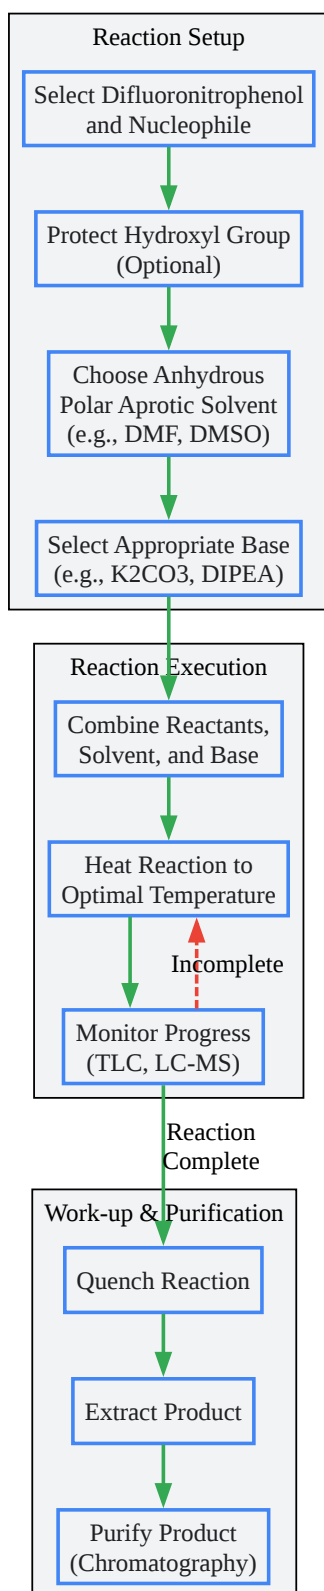 Reaction Setup
Select Difluoronitrophenol
and Nucleophile
Protect Hydroxyl Group
(Optional)
Choose Anhydrous
Polar Aprotic Solvent
(e.g., DMF, DMSO)
Select Appropriate Base
(e.g., K2CO3, DIPEA)
Reaction Execution
Combine Reactants,
Solvent, and Base
Heat Reaction to
Optimal Temperature
Incomplete
Monitor Progress
(TLC, LC-MS)
Reaction
Complete
Work-up & Purification
Quench Reaction
Extract Product
Purify Product
(Chromatography)